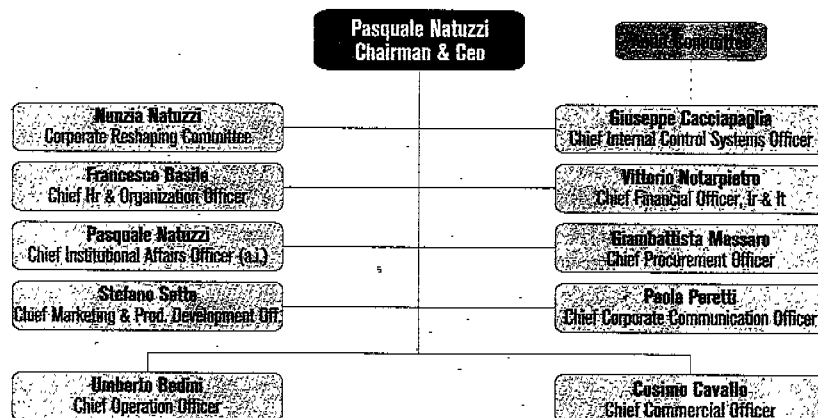 Pasquale Natuzzi
Chairman & Ceo
Audit Committee
Nunzia Natuzzi
Corporate Reshaping Committee
Giuseppe Cacciapaglia
Chief Internal Control Systems Officer
Francesco Basile
Chief Hr & Organization Officer
Vittorio Notarpietro
Chief Financial Officer, Ir & It
Pasquale Natuzzi
Chief Institutional Affairs Officer (a.i.)
Giambattista Massaro
Chief Procurement Officer
Stefano Sette
Chief Marketing & Prod. Development Off.
Paola Peretti
Chief Corporate Communication Officer
Umberto Bedini
Chief Operation Officer
Cosimo Cavallo
Chief Commercial Officer